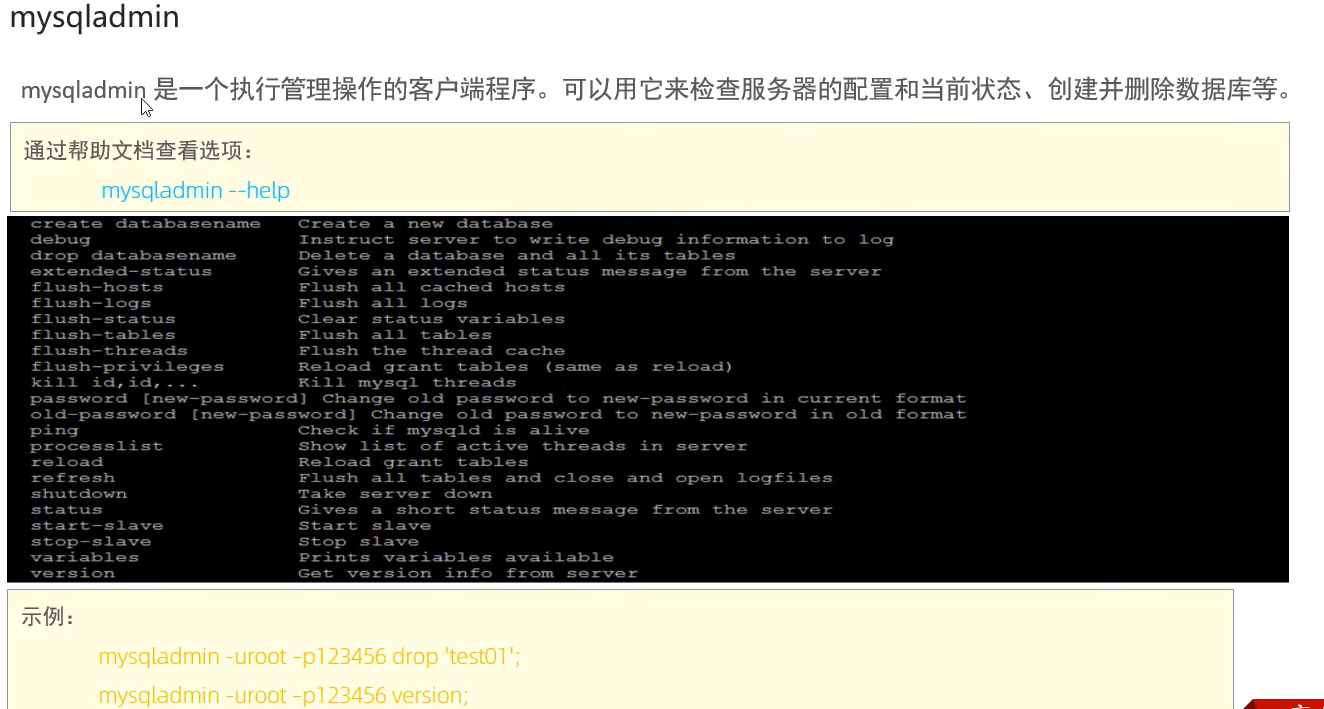 mysqladmin
mysqladmin 是一个执行管理操作的客户端程序。可以用它来检查服务器的配置和当前状态、创建并删除数据库等。
通过帮助文档查看选项：
mysqladmin --help
create databasename Create a new database
debug Instruct server to write debug information to log
drop databasename Delete a database and all its tables
extended-status Gives an extended status message from the server
flush-hosts Flush all cached hosts
flush-logs Flush all logs
flush-status Clear status variables
flush-tables Flush all tables
flush-threads Flush the thread cache
flush-privileges Reload grant tables (same as reload)
kill id,id,... Kill mysql threads
password [new-password] Change old password to new-password in current format
old-password [new-password] Change old password to new-password in old format
ping Check if mysqld is alive
processlist Show list of active threads in server
reload Reload grant tables
refresh Flush all tables and close and open logfiles
shutdown Take server down
status Gives a short status message from the server
start-slave Start slave
stop-slave Stop slave
variables Prints variables available
version Get version info from server
示例：
mysqladmin -uroot –p123456 drop 'test01';
mysqladmin -uroot –p123456 version;